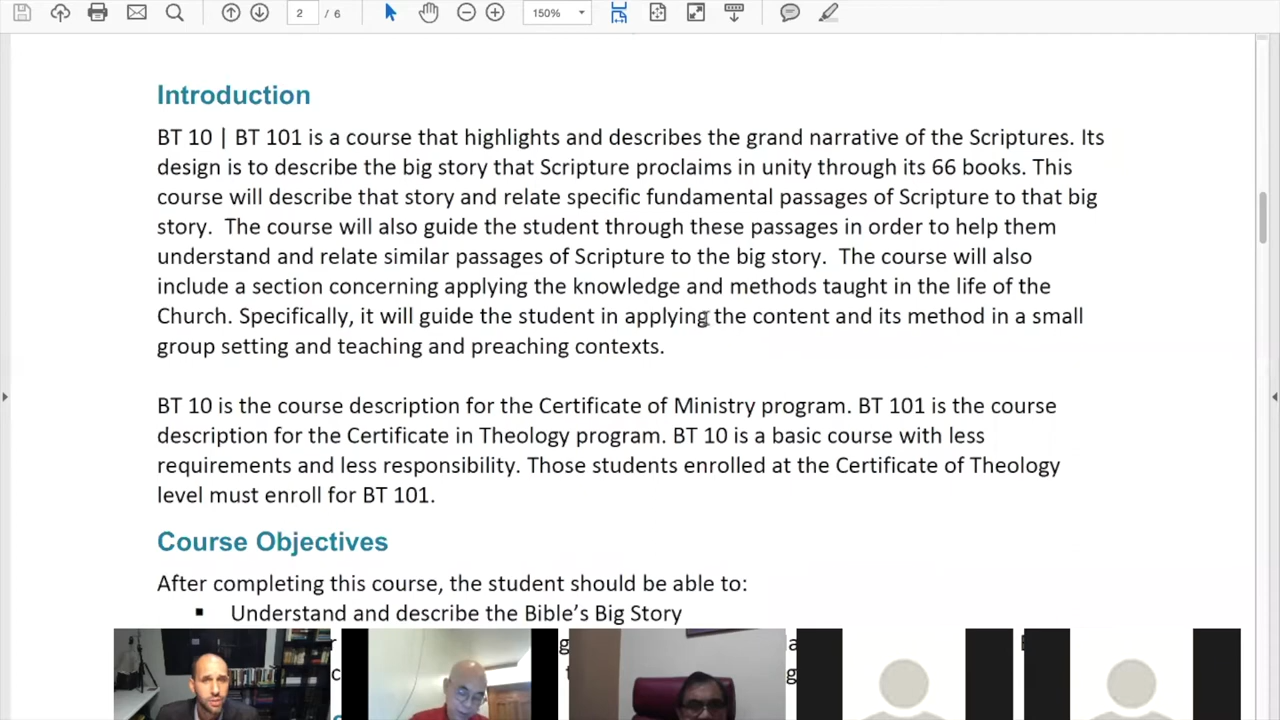 2 / 6
150%
Introduction
BT 10 | BT 101 is a course that highlights and describes the grand narrative of the Scriptures. Its
design is to describe the big story that Scripture proclaims in unity through its 66 books. This
course will describe that story and relate specific fundamental passages of Scripture to that big
story.  The course will also guide the student through these passages in order to help them
understand and relate similar passages of Scripture to the big story.  The course will also
include a section concerning applying the knowledge and methods taught in the life of the
Church. Specifically, it will guide the student in applying the content and its method in a small
group setting and teaching and preaching contexts.
BT 10 is the course description for the Certificate of Ministry program. BT 101 is the course
description for the Certificate in Theology program. BT 10 is a basic course with less
requirements and less responsibility. Those students enrolled at the Certificate of Theology
level must enroll for BT 101.
Course Objectives
After completing this course, the student should be able to:
▪ Understand and describe the Bible’s Big Story